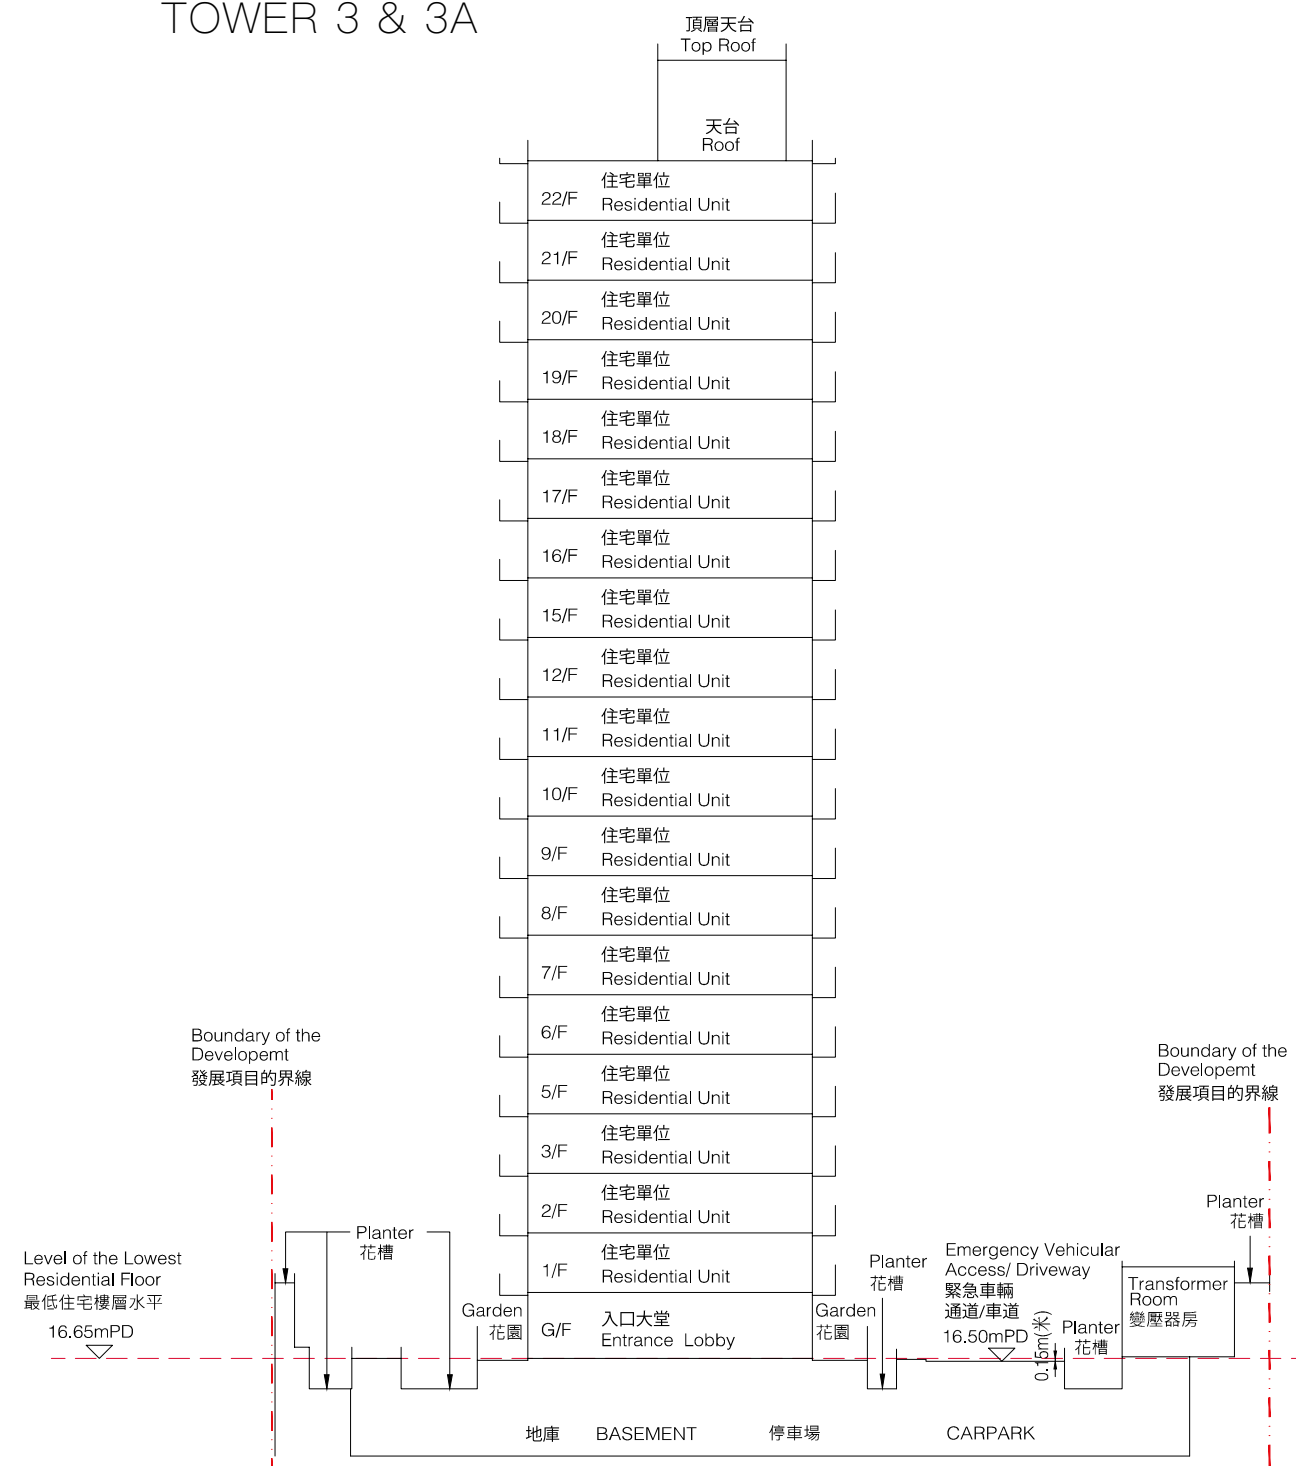 TOWER 3 & 3A
頂層天台
Top Roof
天台
Roof
22/F
住宅單位
Residential Unit
21/F
住宅單位
Residential Unit
20/F
住宅單位
Residential Unit
19/F
住宅單位
Residential Unit
18/F
住宅單位
Residential Unit
17/F
住宅單位
Residential Unit
16/F
住宅單位
Residential Unit
15/F
住宅單位
Residential Unit
12/F
住宅單位
Residential Unit
11/F
住宅單位
Residential Unit
10/F
住宅單位
Residential Unit
9/F
住宅單位
Residential Unit
8/F
住宅單位
Residential Unit
7/F
住宅單位
Residential Unit
6/F
住宅單位
Residential Unit
5/F
住宅單位
Residential Unit
3/F
住宅單位
Residential Unit
2/F
住宅單位
Residential Unit
1/F
住宅單位
Residential Unit
G/F
入口大堂
Entrance Lobby
Boundary of the
Developemt
發展項目的界線
Boundary of the
Developemt
發展項目的界線
Planter
花槽
Level of the Lowest
Residential Floor
最低住宅樓層水平
16.65mPD
Garden
花園
Garden
花園
Planter
花槽
Emergency Vehicular
Access/ Driveway
緊急車輛
通道/車道
16.50mPD
0.15m(米)
Planter
花槽
Transformer
Room
變壓器房
Planter
花槽
地庫 BASEMENT 停車場 CARPARK